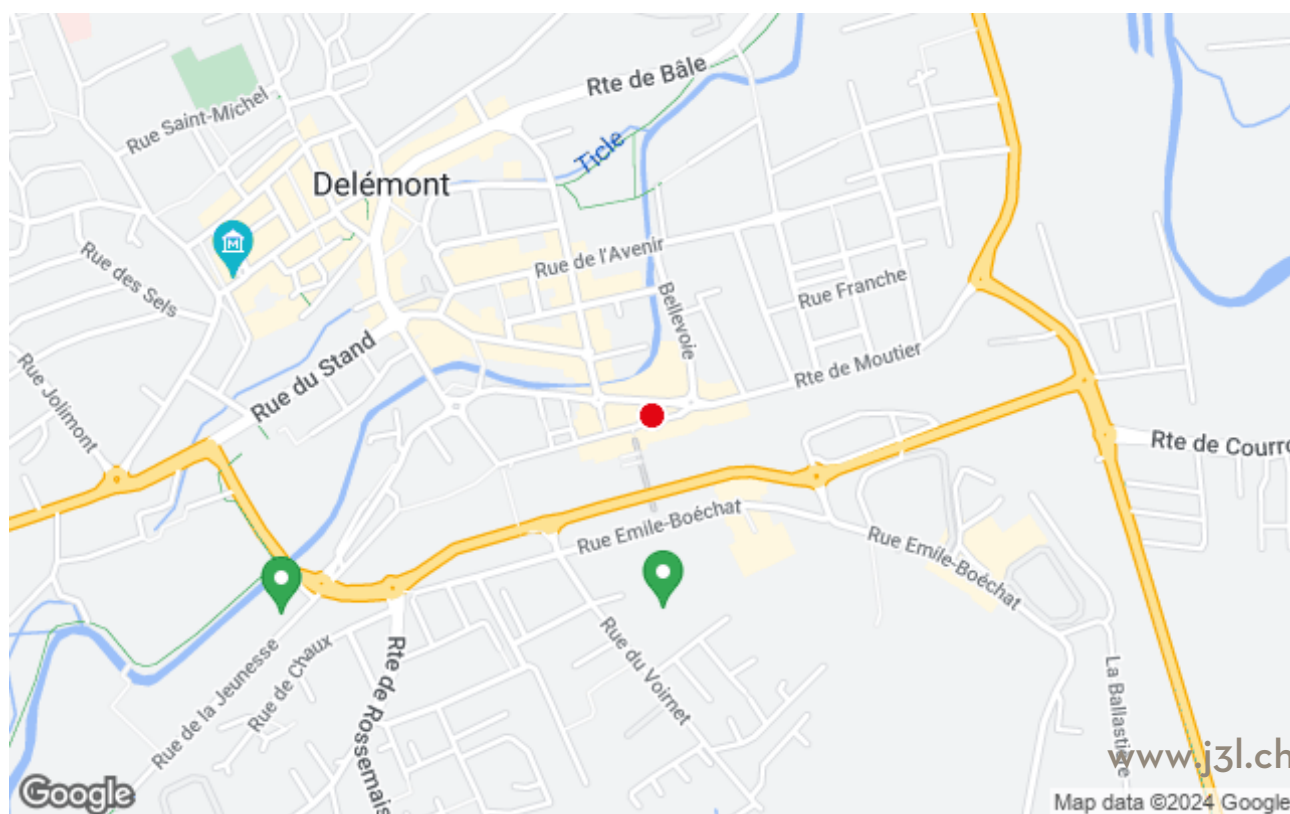 Rte de Bâle
Rue Saint-Michel
Ticle
Delémont
M
Rue de l'Avenir
Rue des Sels
Rue Franche
Bellevoie
Rue du Stand
Rte de Moutier
Rue Jolimont
Rte de Courro
Rue Emile-Boéchat
Rue Emile-Boéchat
Rue de la Jeunesse
Rue de Chaux
Rte de Rossemais
Rue du Voirnet
La Ballastière
www.j3l.ch
Google
Map data ©2024 Google